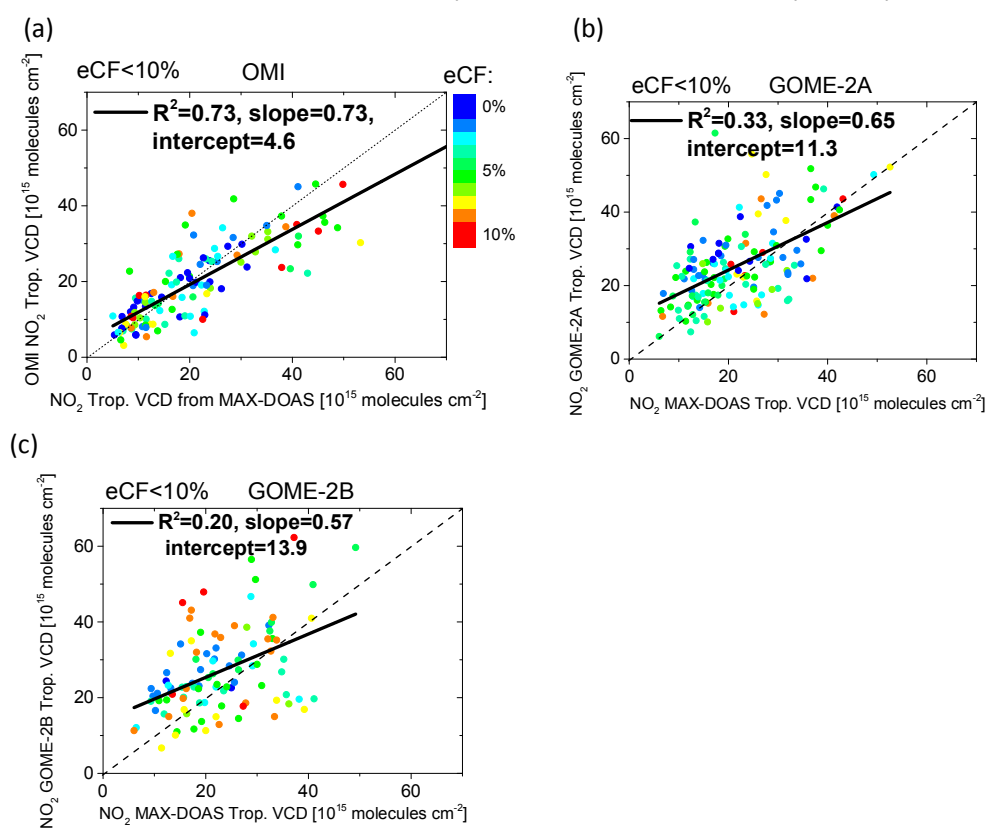 (a)
eCF<10% OMI eCF:
R²=0.73, slope=0.73,
intercept=4.6
0%
5%
10%
60
40
20
0
0 20 40 60
OMI NO₂ Trop. VCD [10¹⁵ molecules cm⁻²]
NO₂ Trop. VCD from MAX-DOAS [10¹⁵ molecules cm⁻²]
(b)
eCF<10% GOME-2A
R²=0.33, slope=0.65
intercept=11.3
60
40
20
0
0 20 40 60
NO₂ GOME-2A Trop. VCD [10¹⁵ molecules cm⁻²]
NO₂ MAX-DOAS Trop. VCD [10¹⁵ molecules cm⁻²]
(c)
eCF<10% GOME-2B
R²=0.20, slope=0.57
intercept=13.9
60
40
20
0
0 20 40 60
NO₂ GOME-2B Trop. VCD [10¹⁵ molecules cm⁻²]
NO₂ MAX-DOAS Trop. VCD [10¹⁵ molecules cm⁻²]